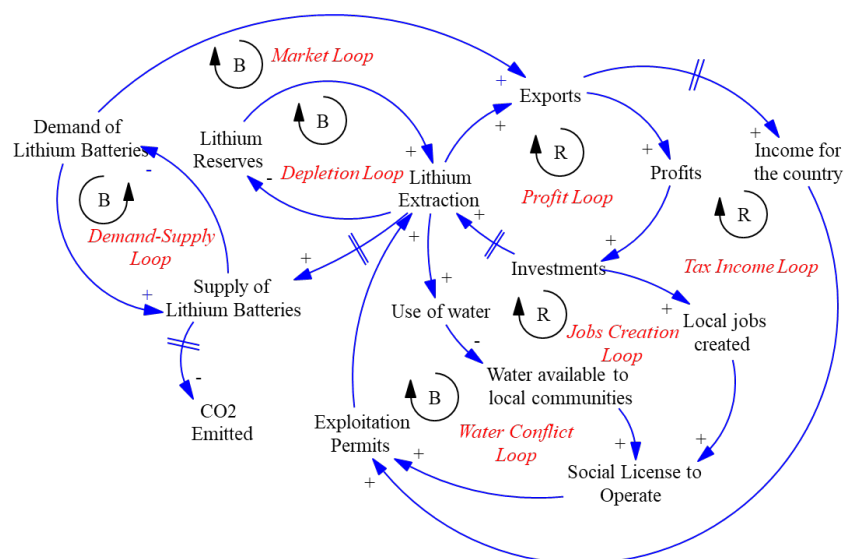 B
Market Loop
+
Exports
+
Demand of
Lithium Batteries
-
Lithium
Reserves
-
B
Depletion Loop
+
Lithium
Extraction
R
Profit Loop
+
Profits
+
Income for
the country
R
Tax Income Loop
B
Demand-Supply
Loop
+
+
+
+
+
Investments
+
Supply of
Lithium Batteries
+
Use of water
R
Jobs Creation
Loop
+
Local jobs
created
-
Water available to
local communities
-
CO2
Emitted
B
Water Conflict
Loop
Exploitation
Permits
+
+
+
+
Social License to
Operate